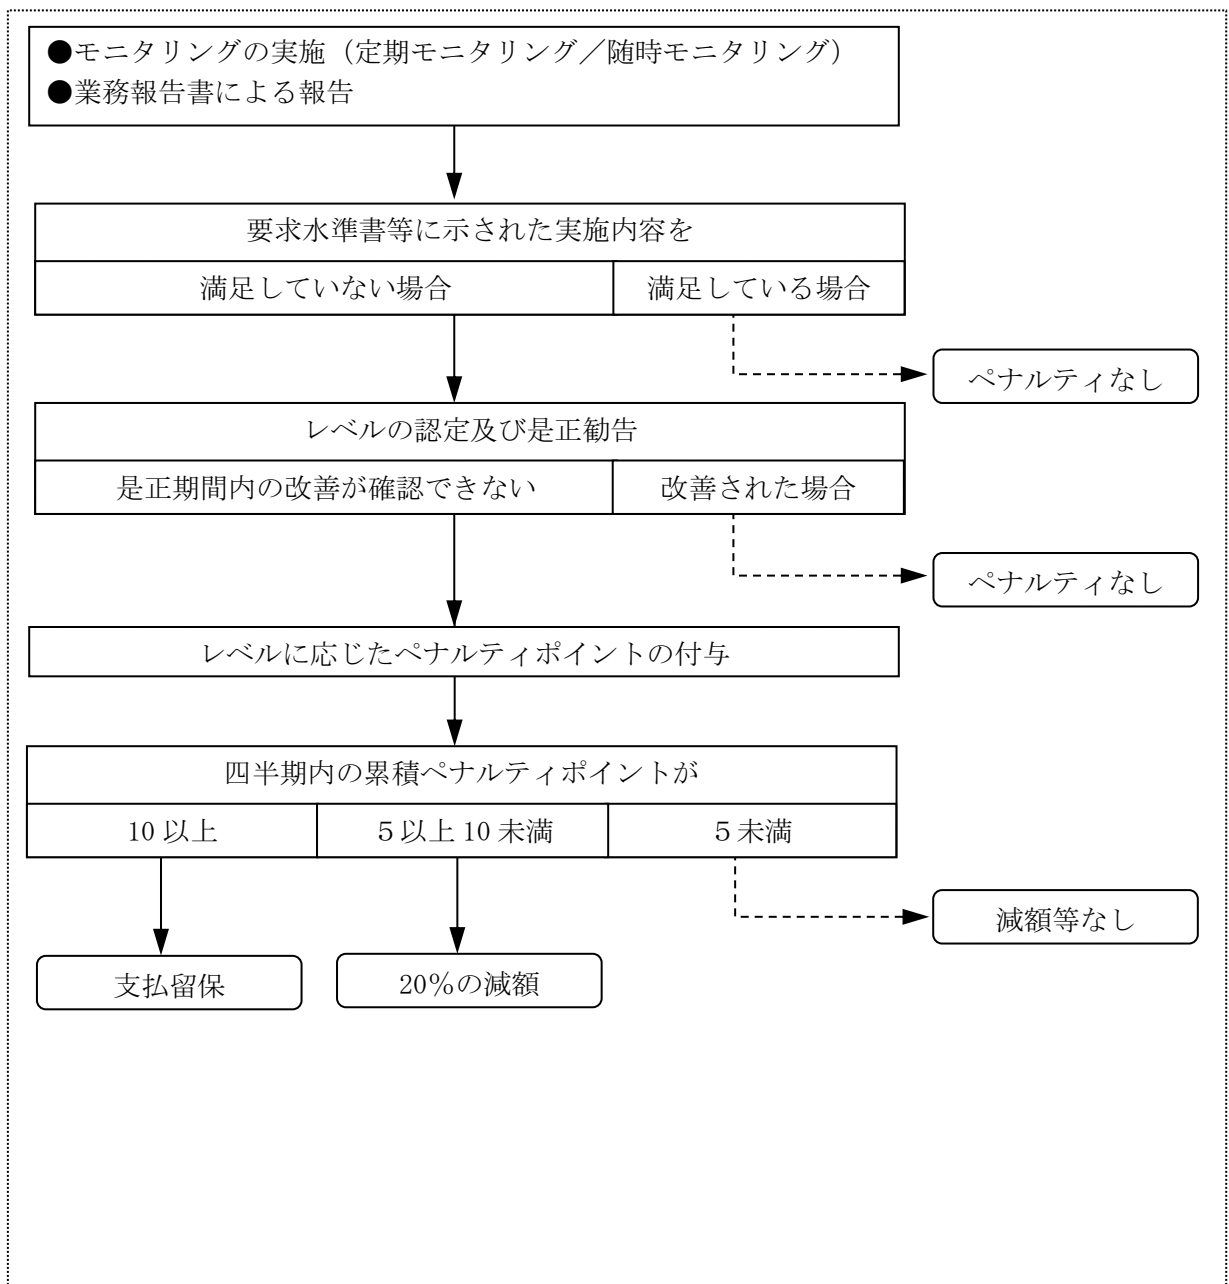 ●モニタリングの実施（定期モニタリング／随時モニタリング）
●業務報告書による報告
要求水準書等に示された実施内容を
満足していない場合
満足している場合
ペナルティなし
レベルの認定及び是正勧告
是正期間内の改善が確認できない
改善された場合
ペナルティなし
レベルに応じたペナルティポイントの付与
四半期内の累積ペナルティポイントが
10 以上
５以上 10 未満
５未満
減額等なし
支払留保
20％の減額